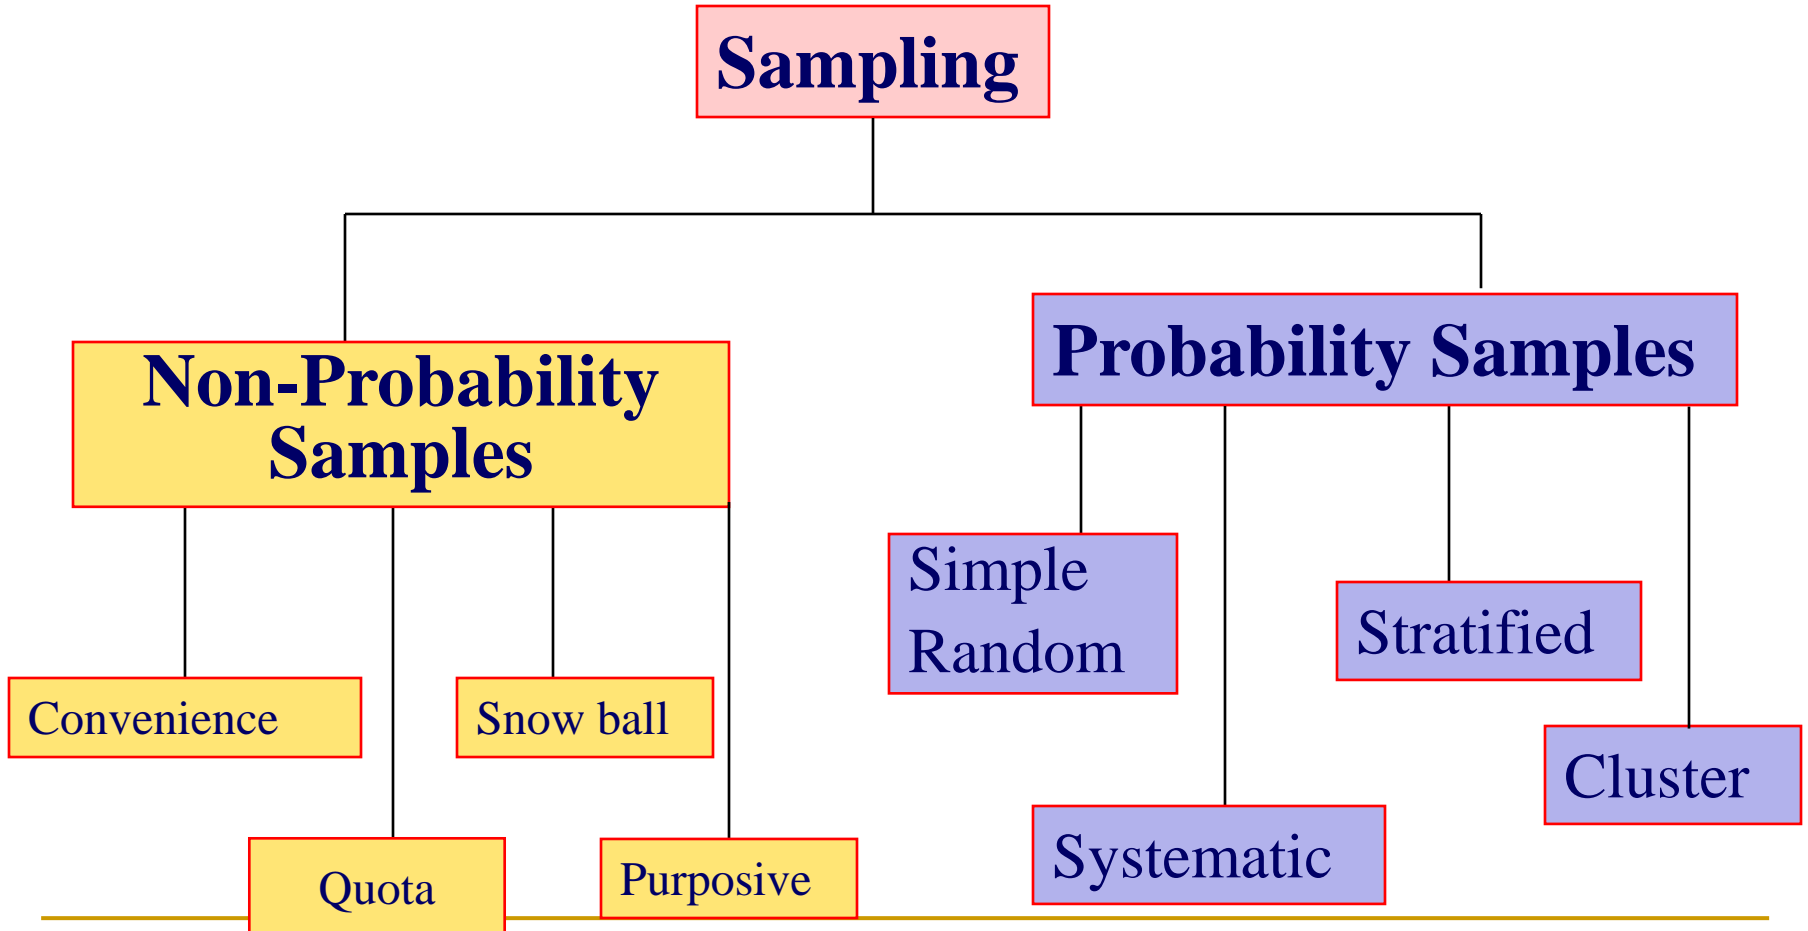 Sampling
Non-Probability
Samples
Probability Samples
Convenience
Quota
Snow ball
Purposive
Simple
Random
Systematic
Stratified
Cluster